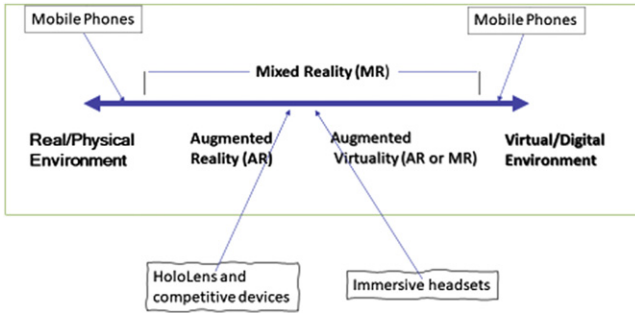 Mobile Phones
Mobile Phones
Mixed Reality (MR)
Real/Physical
Environment
Augmented
Reality (AR)
Augmented
Virtuality (AR or MR)
Virtual/Digital
Environment
HoloLens and
competitive devices
Immersive headsets